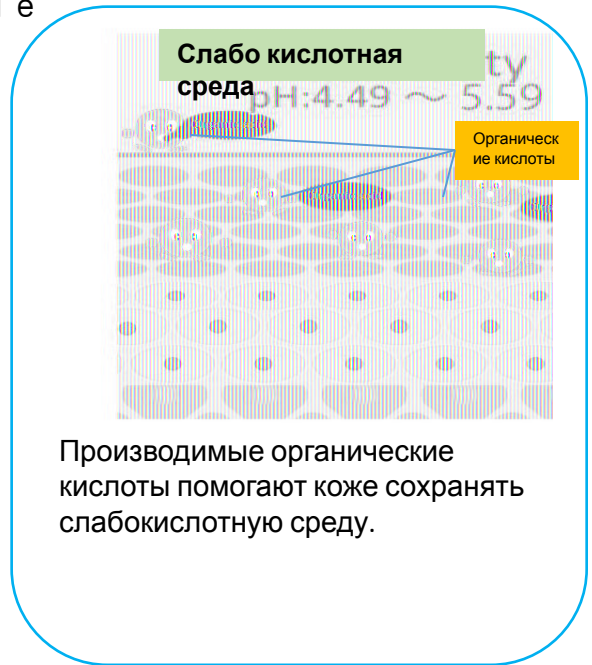 е
Слабо кислотная
среда
ty
pH:4.49 ～ 5.59
Органическ
ие кислоты
Производимые органические
кислоты помогают коже сохранять
слабокислотную среду.